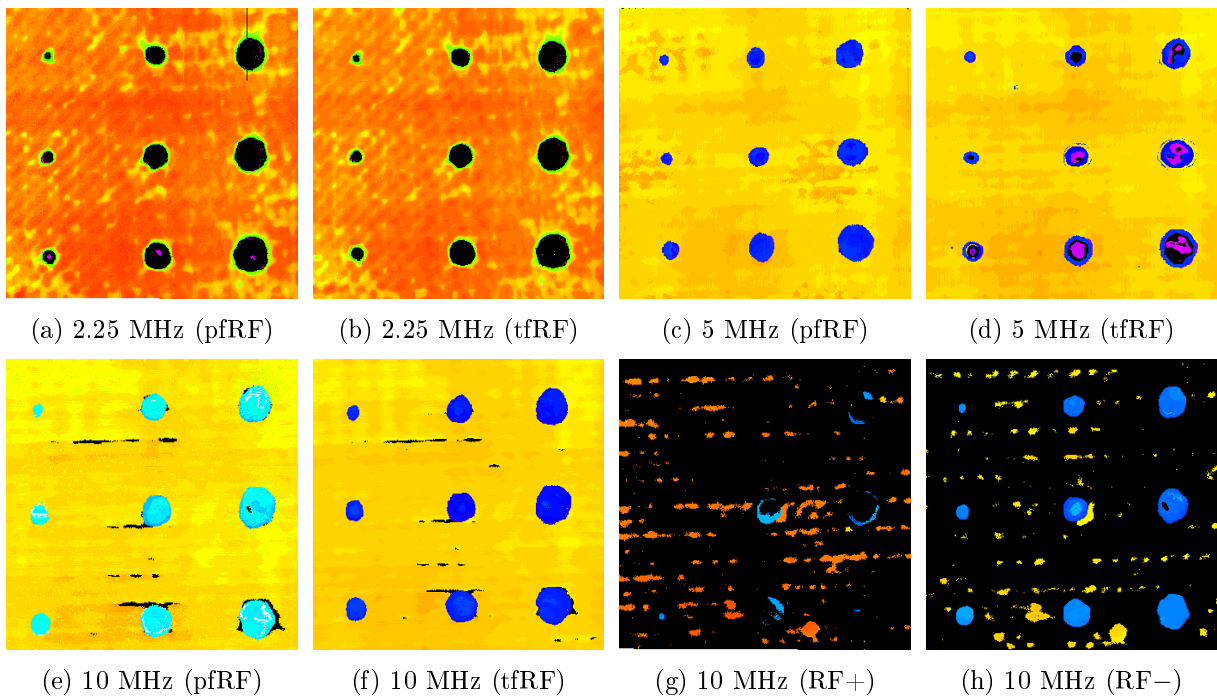 (a) 2.25 MHz (pfRF)
(b) 2.25 MHz (tfRF)
(c) 5 MHz (pfRF)
(d) 5 MHz (tfRF)
(e) 10 MHz (pfRF)
(f) 10 MHz (tfRF)
(g) 10 MHz (RF+)
(h) 10 MHz (RF−)